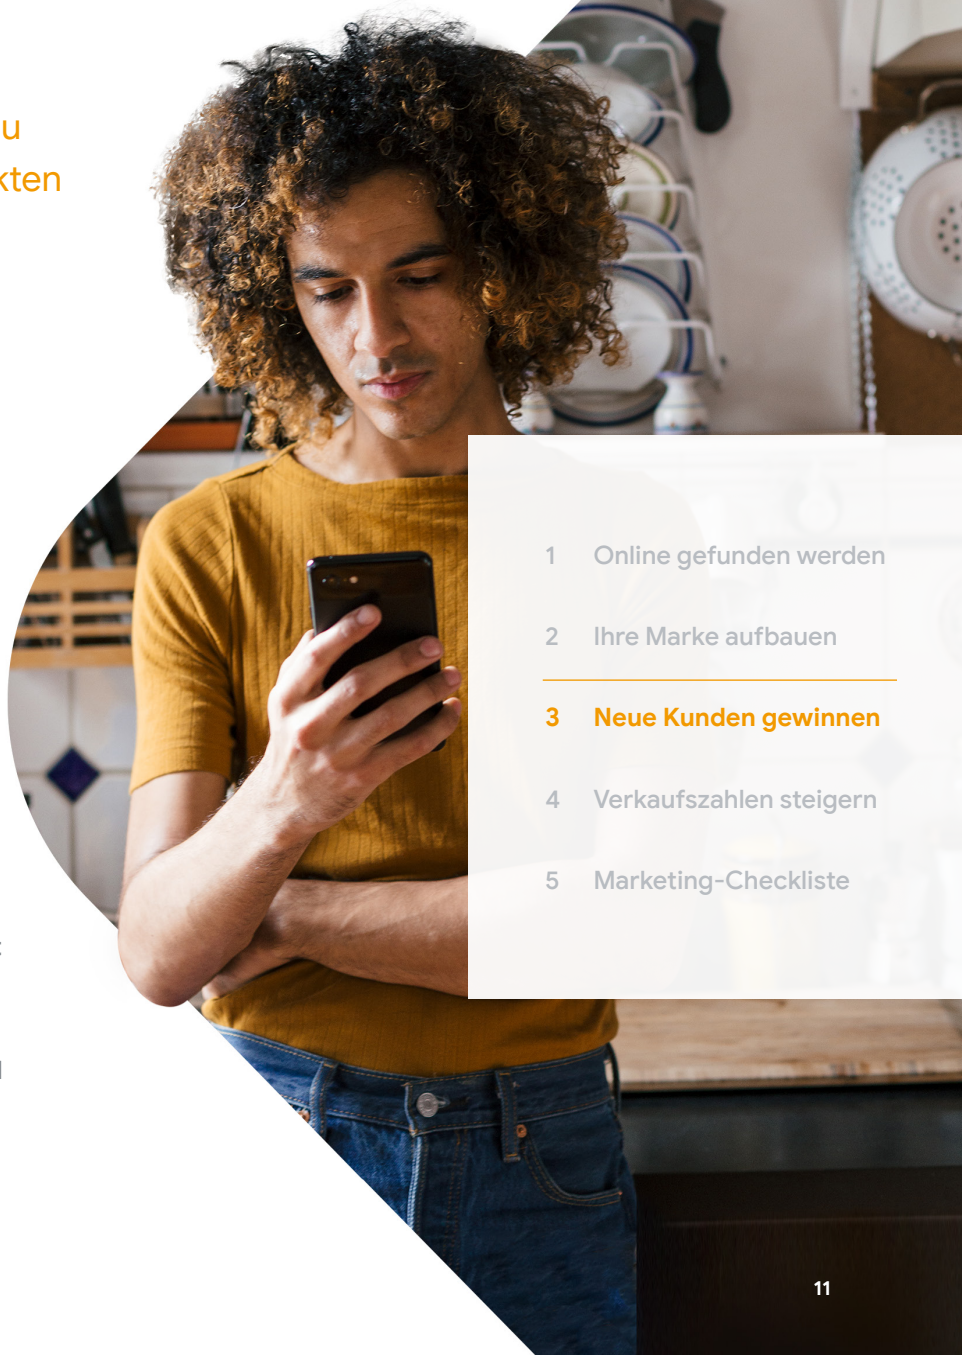 u
kten
1 Online gefunden werden
2 Ihre Marke aufbauen
3 Neue Kunden gewinnen
4 Verkaufszahlen steigern
5 Marketing-Checkliste
11